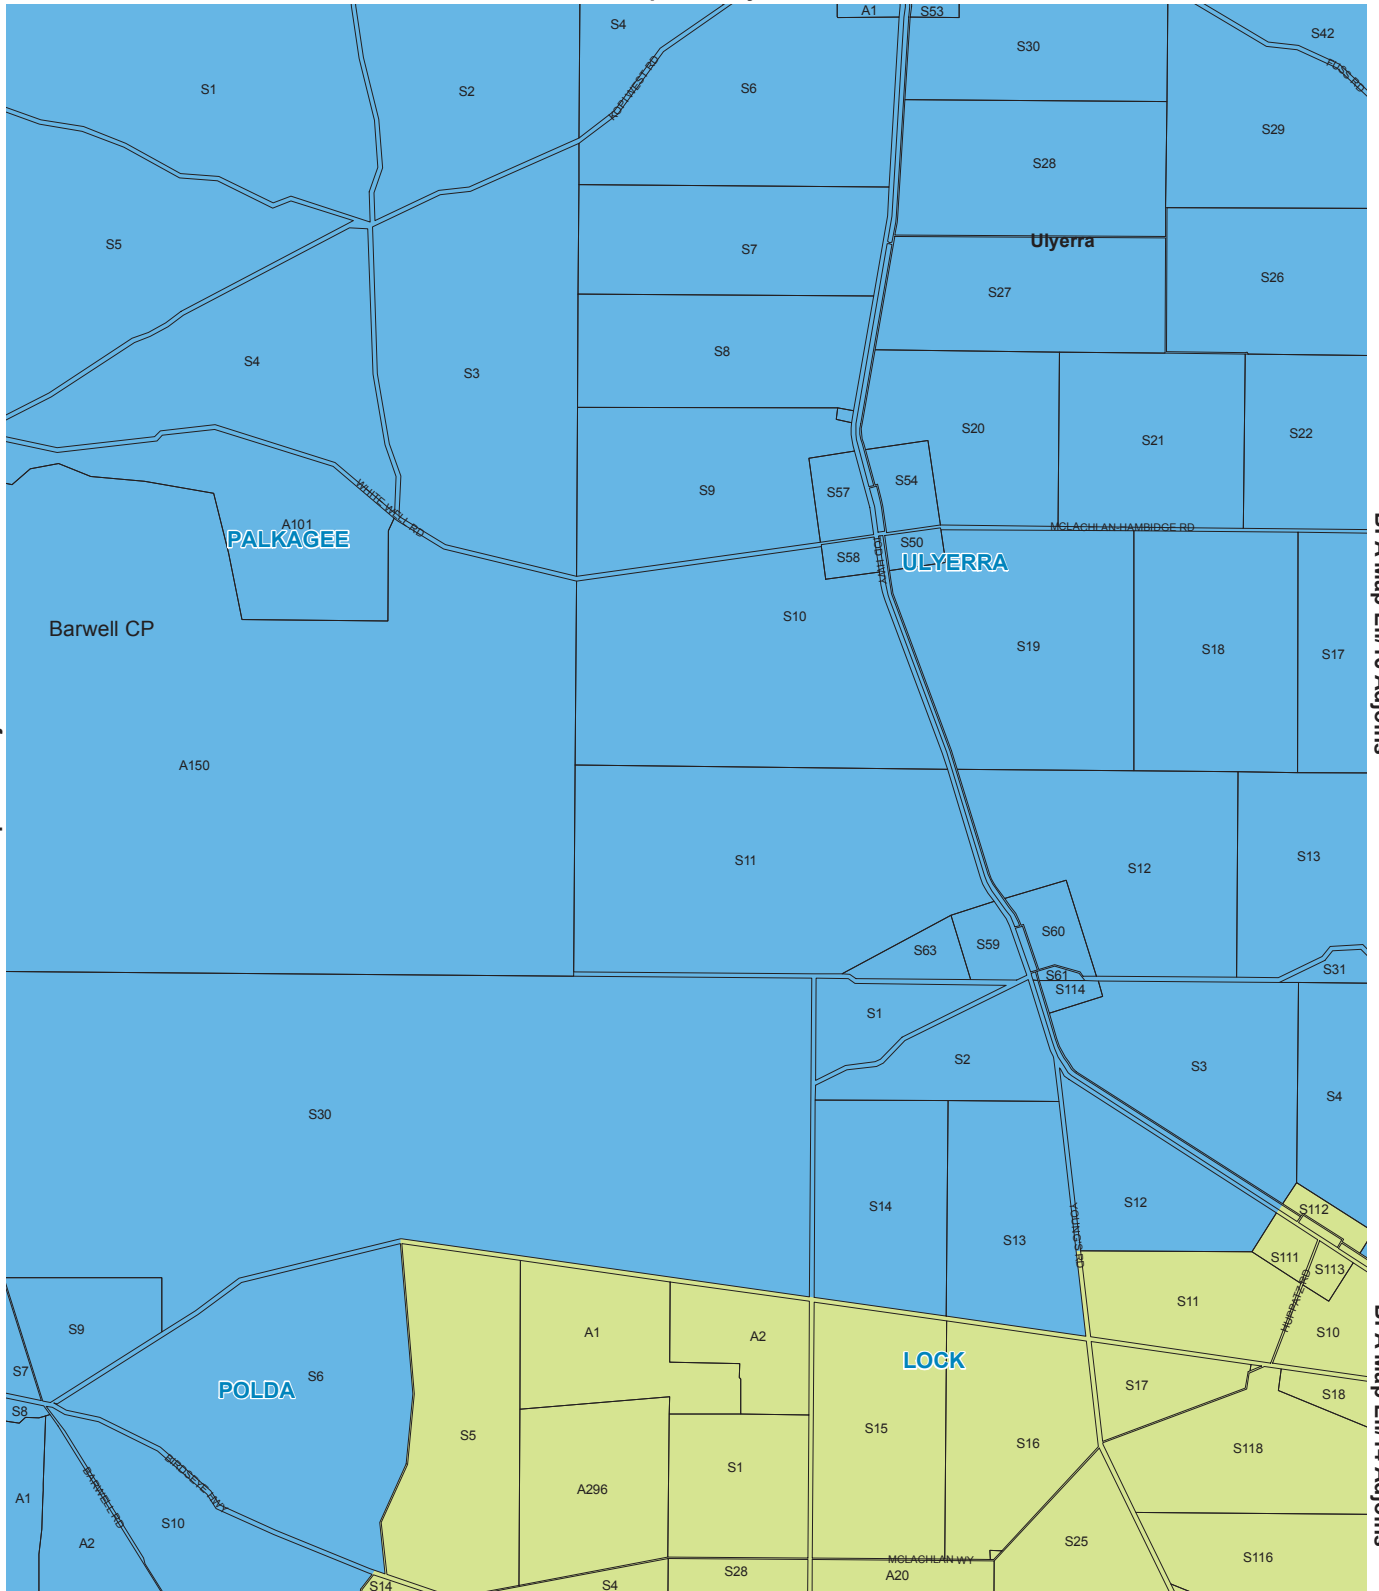 A1
S53
S4
S30
S42
S1
S2
S6
KOPI-WEST RD
FUSS RD
S29
S28
S5
S7
Ulyerra
S27
S26
S4
S3
S8
S20
S21
S22
S9
S57
S54
A101
WHITE WELL RD
PALKAGEE
MCLACHLAN-HAMBIDGE RD
S58
S50
TOD HWY
ULYERRA
Barwell CP
S10
S19
S18
S17
A150
S11
S12
S13
S63
S59
S60
S61
S31
S114
S1
S2
S3
S4
S30
S14
S13
S12
YOUNGS RD
S112
S111
S113
HUPPATZ RD
S11
S10
S9
A1
A2
LOCK
S7
S6
POLDA
S17
S18
S8
S5
S15
S16
S118
S1
A296
BIRDSEYE HWY
BARWELL RD
A1
S10
A2
S25
MCLACHLAN WY
S116
S28
A20
S14
S4